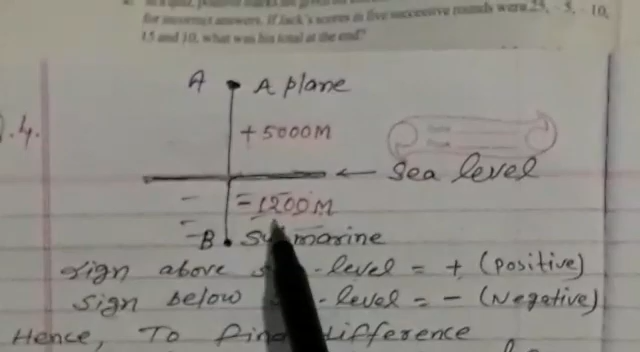 for incorrect answers. If Jack's scores in five successive rounds were 25, -5, -10,
15 and 10, what was his total at the end?
.4.
A A plane
+5000M
← Sea level
- = 1200M
-B Submarine
sign above level = + (positive)
sign below level = - (Negative)
Hence, To difference